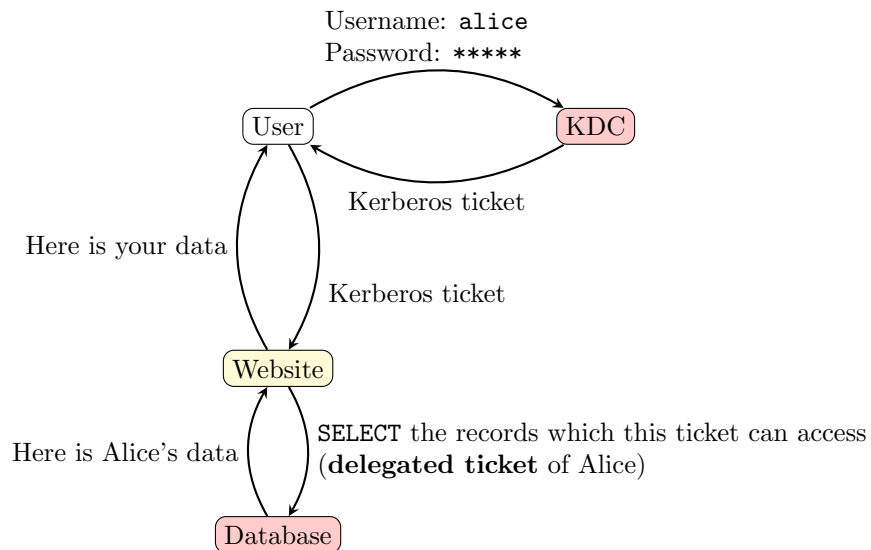 Username: alice
Password: *****
User
KDC
Kerberos ticket
Here is your data
Kerberos ticket
Website
SELECT the records which this ticket can access
(delegated ticket of Alice)
Here is Alice's data
Database